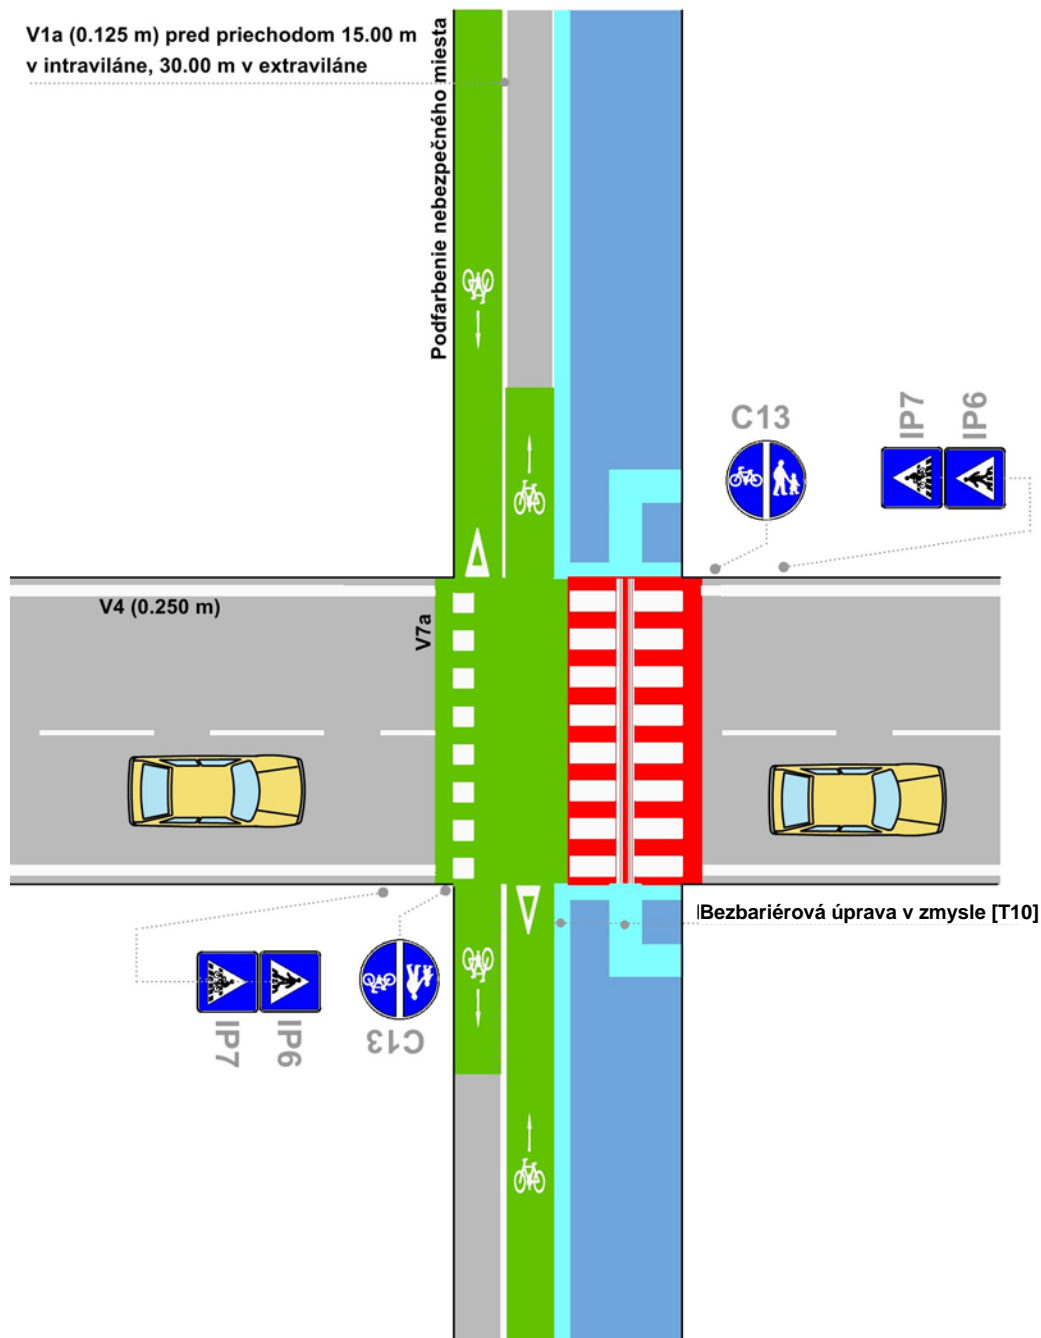 V1a (0.125 m) pred priechodom 15.00 m
v intraviláne, 30.00 m v extraviláne
Podfarbenie nebezpečného miesta
C13
IP7
IP6
V4 (0.250 m)
V7a
Bezbariérová úprava v zmysle [T10]
IP7
IP6
C13